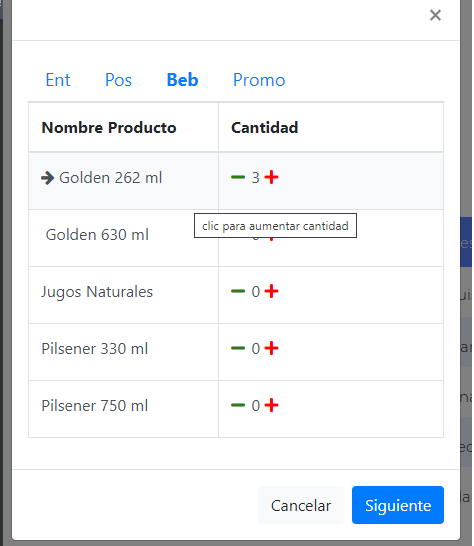 ×
Ent Pos Beb Promo
Nombre Producto Cantidad
Golden 262 ml 3
clic para aumentar cantidad
Golden 630 ml
Jugos Naturales 0
Pilsener 330 ml 0
Pilsener 750 ml 0
Cancelar Siguiente